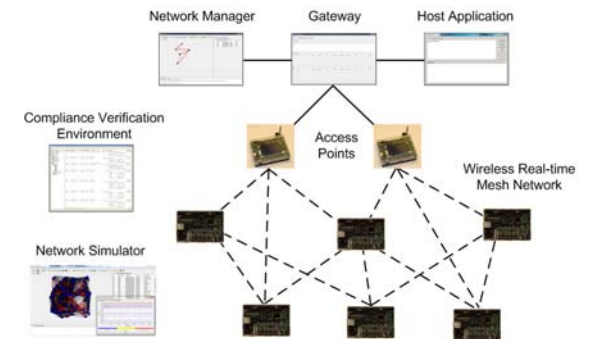 Network Manager
Gateway
Host Application
Compliance Verification
Environment
Access
Points
Wireless Real-time
Mesh Network
Network Simulator